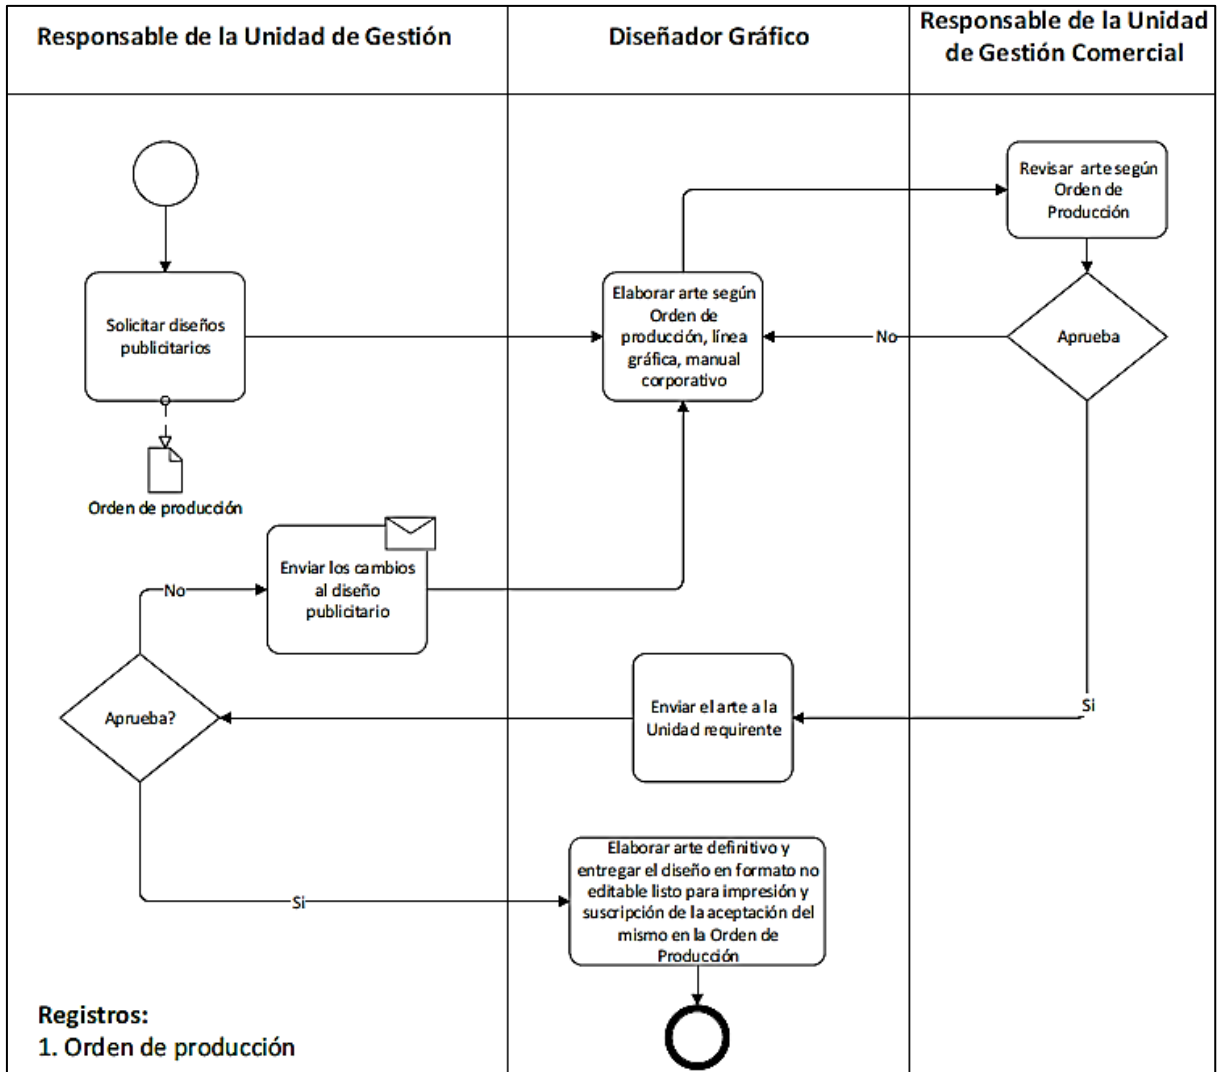 Responsable de la Unidad de Gestión
Diseñador Gráfico
Responsable de la Unidad
de Gestión Comercial
Revisar arte según
Orden de
Producción
Solicitar diseños
publicitarios
Elaborar arte según
Orden de
producción, línea
gráfica, manual
corporativo
No
Aprueba
Orden de producción
Enviar los cambios
al diseño
publicitario
No
Aprueba?
Enviar el arte a la
Unidad requirente
Si
Elaborar arte definitivo y
entregar el diseño en formato no
editable listo para impresión y
suscripción de la aceptación del
mismo en la Orden de
Producción
Si
Registros:
1. Orden de producción